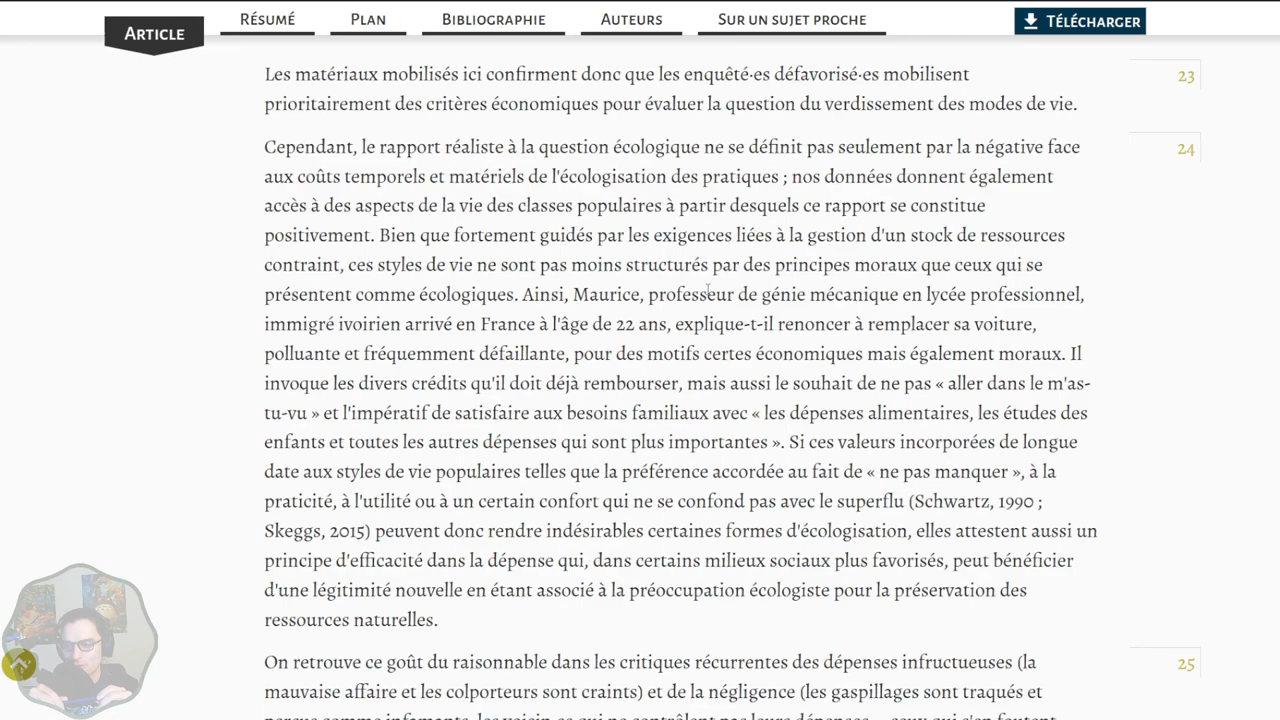 ARTICLE
RÉSUMÉ
PLAN
BIBLIOGRAPHIE
AUTEURS
SUR UN SUJET PROCHE
TÉLÉCHARGER
Les matériaux mobilisés ici confirment donc que les enquêté·es défavorisé·es mobilisent
prioritairement des critères économiques pour évaluer la question du verdissement des modes de vie.
23
Cependant, le rapport réaliste à la question écologique ne se définit pas seulement par la négative face
aux coûts temporels et matériels de l'écologisation des pratiques ; nos données donnent également
accès à des aspects de la vie des classes populaires à partir desquels ce rapport se constitue
positivement. Bien que fortement guidés par les exigences liées à la gestion d'un stock de ressources
contraint, ces styles de vie ne sont pas moins structurés par des principes moraux que ceux qui se
présentent comme écologiques. Ainsi, Maurice, professeur de génie mécanique en lycée professionnel,
immigré ivoirien arrivé en France à l'âge de 22 ans, explique-t-il renoncer à remplacer sa voiture,
polluante et fréquemment défaillante, pour des motifs certes économiques mais également moraux. Il
invoque les divers crédits qu'il doit déjà rembourser, mais aussi le souhait de ne pas « aller dans le m'as-
tu-vu » et l'impératif de satisfaire aux besoins familiaux avec « les dépenses alimentaires, les études des
enfants et toutes les autres dépenses qui sont plus importantes ». Si ces valeurs incorporées de longue
date aux styles de vie populaires telles que la préférence accordée au fait de « ne pas manquer », à la
praticité, à l'utilité ou à un certain confort qui ne se confond pas avec le superflu (Schwartz, 1990 ;
Skeggs, 2015) peuvent donc rendre indésirables certaines formes d'écologisation, elles attestent aussi un
principe d'efficacité dans la dépense qui, dans certains milieux sociaux plus favorisés, peut bénéficier
d'une légitimité nouvelle en étant associé à la préoccupation écologiste pour la préservation des
ressources naturelles.
24
On retrouve ce goût du raisonnable dans les critiques récurrentes des dépenses infructueuses (la
mauvaise affaire et les colporteurs sont craints) et de la négligence (les gaspillages sont traqués et
25